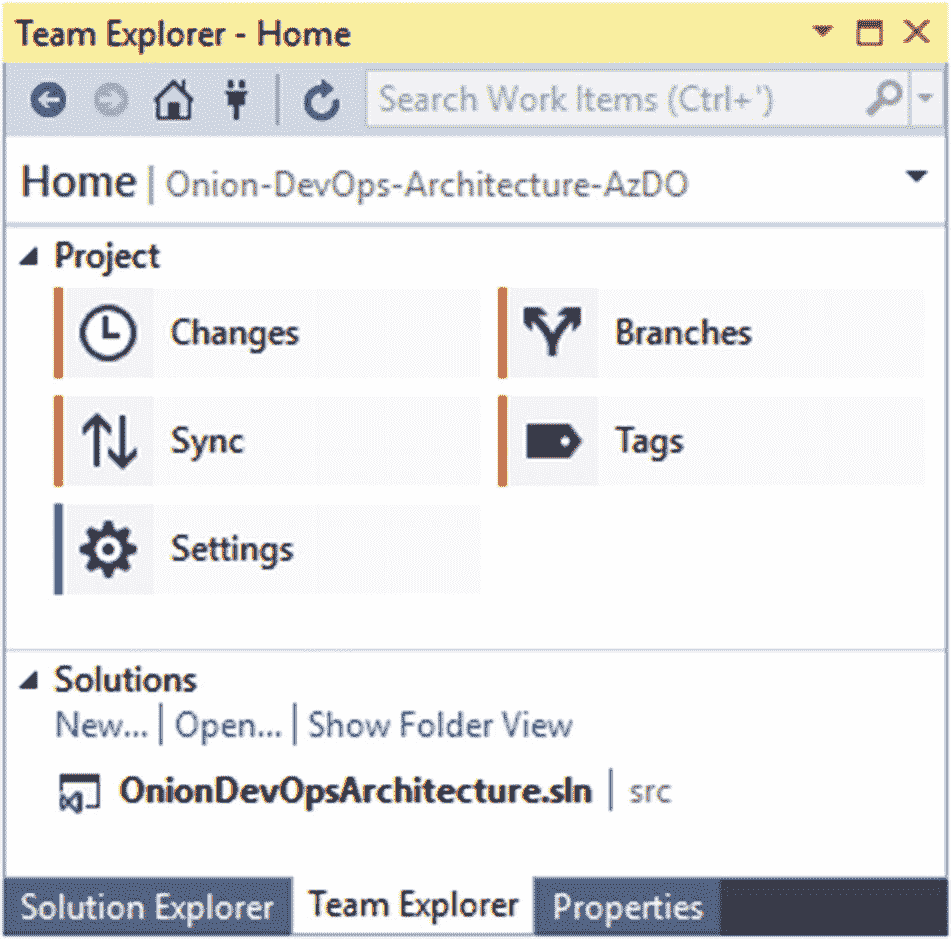 Team Explorer - Home
Search Work Items (Ctrl+')
Home | Onion-DevOps-Architecture-AzDO
Project
Changes
Branches
Sync
Tags
Settings
Solutions
New... | Open... | Show Folder View
OnionDevOpsArchitecture.sln | src
Solution Explorer Team Explorer Properties